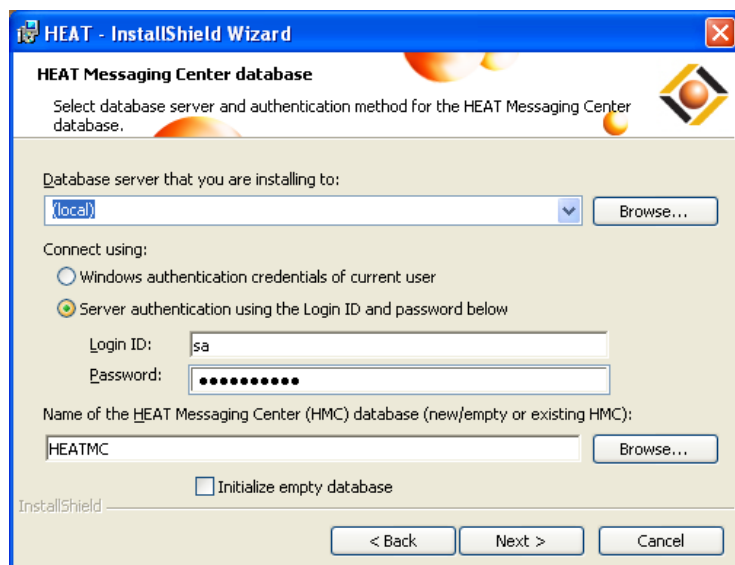 HEAT - InstallShield Wizard
HEAT Messaging Center database
Select database server and authentication method for the HEAT Messaging Center
database.
Database server that you are installing to:
(local)
Browse...
Connect using:
Windows authentication credentials of current user
Server authentication using the Login ID and password below
Login ID:
sa
Password:
●●●●●●●●●●
Name of the HEAT Messaging Center (HMC) database (new/empty or existing HMC):
HEATMC
Browse...
Initialize empty database
InstallShield
< Back
Next >
Cancel